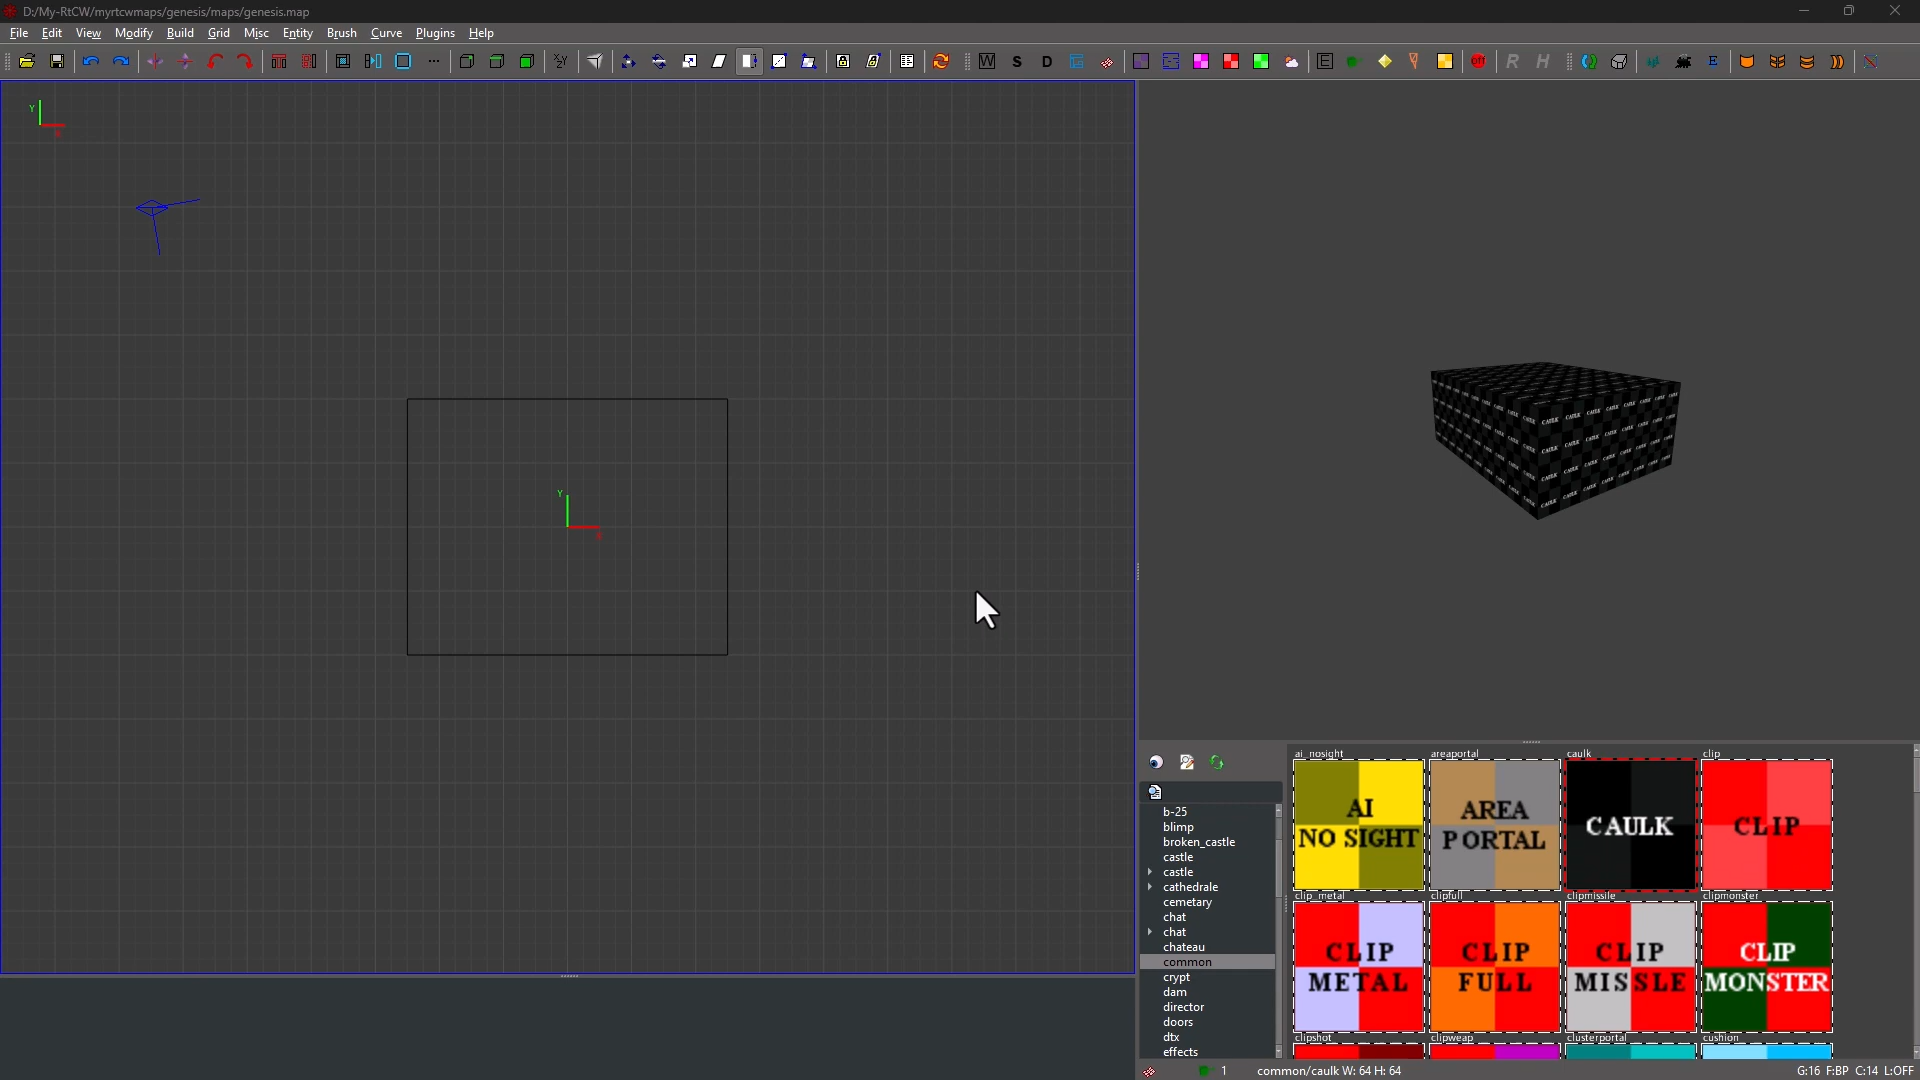 D:/My-RtCW/myrtcwmaps/genesis/maps/genesis.map
File Edit View Modify Build Grid Misc Entity Brush Curve Plugins Help
W S D E off R H E
Y
X
Y
X
CAULK
ai_nosight areaportal caulk clip
AI
NO SIGHT
AREA
PORTAL
CAULK
CLIP
clip_metal clipfull clipmissile clipmonster
CLIP
METAL
CLIP
FULL
CLIP
MISSLE
CLIP
MONSTER
clipshot clipweap clusterportal cushion
b-25
blimp
broken_castle
castle
castle
cathedrale
cemetary
chat
chat
chateau
common
crypt
dam
director
doors
dtx
effects
1 common/caulk W: 64 H: 64 G:16 F:BP C:14 L:OFF